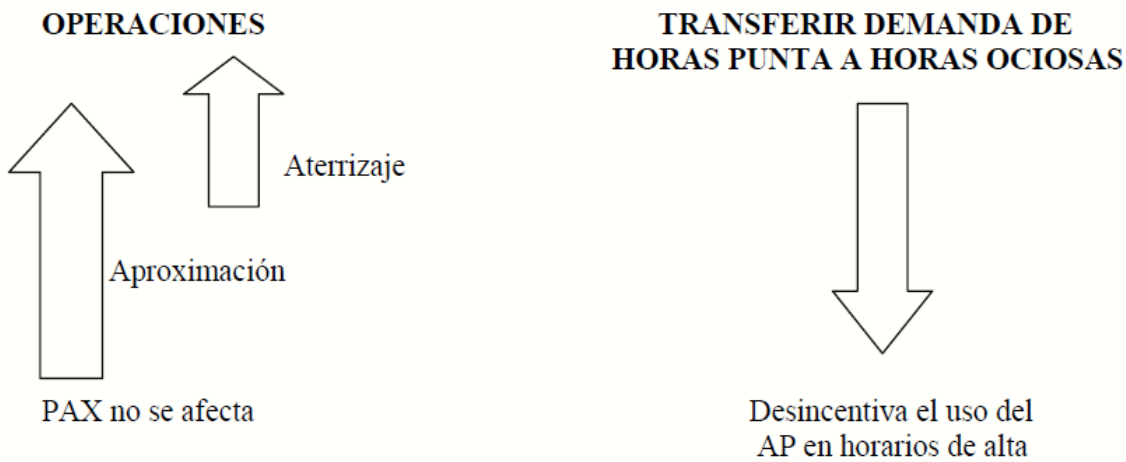 OPERACIONES
Aterrizaje
Aproximación
PAX no se afecta
TRANSFERIR DEMANDA DE
HORAS PUNTA A HORAS OCIOSAS
Desincentiva el uso del
AP en horarios de alta